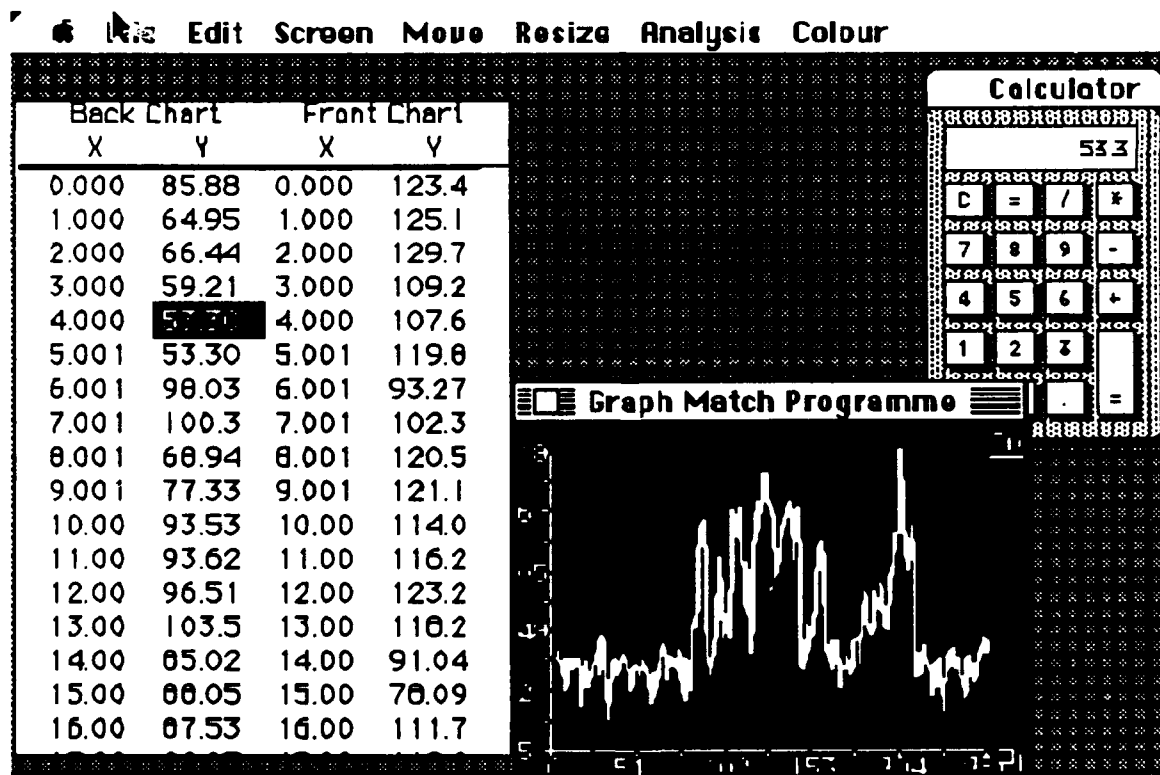 File Edit Screen Move Resize Analysis Colour
Calculator
53.3
C = / *
7 8 9 -
4 5 6 +
1 2 3
. =
Back Chart Front Chart
X Y X Y
0.000 85.88 0.000 123.4
1.000 64.95 1.000 125.1
2.000 66.44 2.000 129.7
3.000 59.21 3.000 109.2
4.000 53.30 4.000 107.6
5.001 53.30 5.001 119.8
6.001 98.03 6.001 93.27
7.001 100.3 7.001 102.3
8.001 68.94 8.001 120.5
9.001 77.33 9.001 121.1
10.00 93.53 10.00 114.0
11.00 93.62 11.00 116.2
12.00 96.51 12.00 123.2
13.00 103.5 13.00 118.2
14.00 85.02 14.00 91.04
15.00 88.05 15.00 78.09
16.00 87.53 16.00 111.7
Graph Match Programme